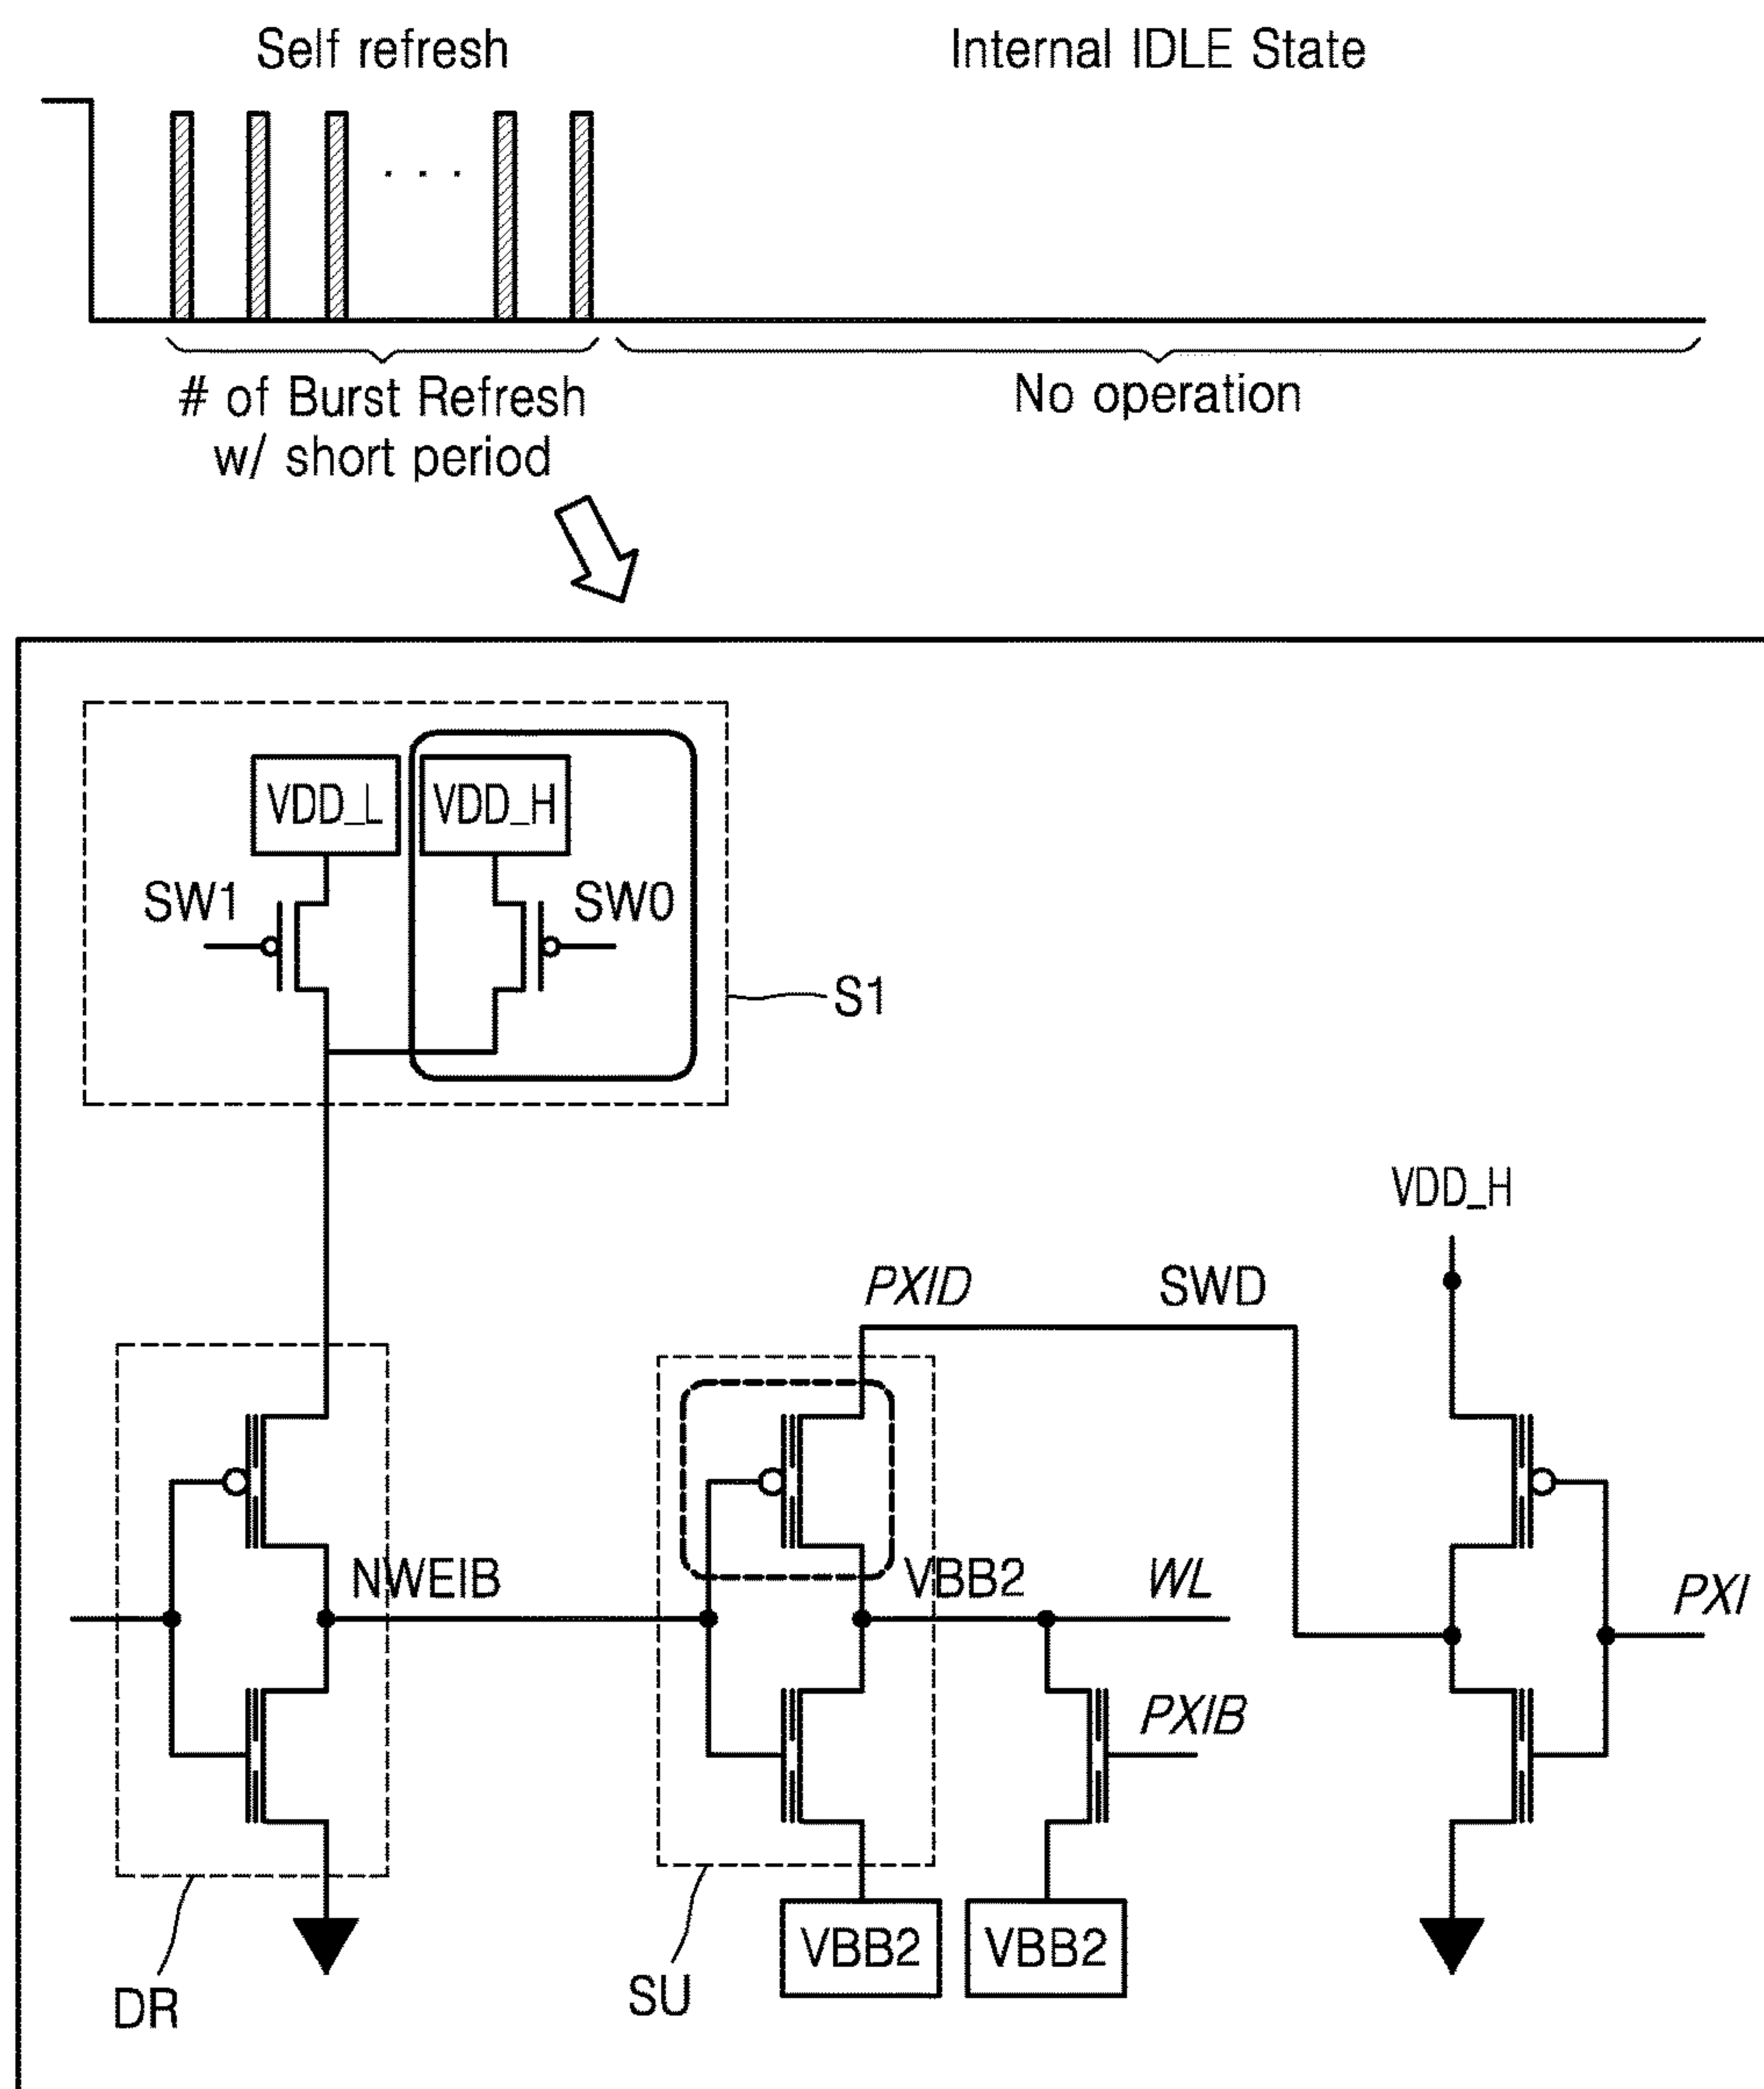 Self refresh
Internal IDLE State
. . .
# of Burst Refresh
w/ short period
No operation
VDD_L
VDD_H
SW1
SW0
S1
VDD_H
PXID
SWD
NWEIB
VBB2
WL
PXI
PXIB
VBB2
VBB2
DR
SU